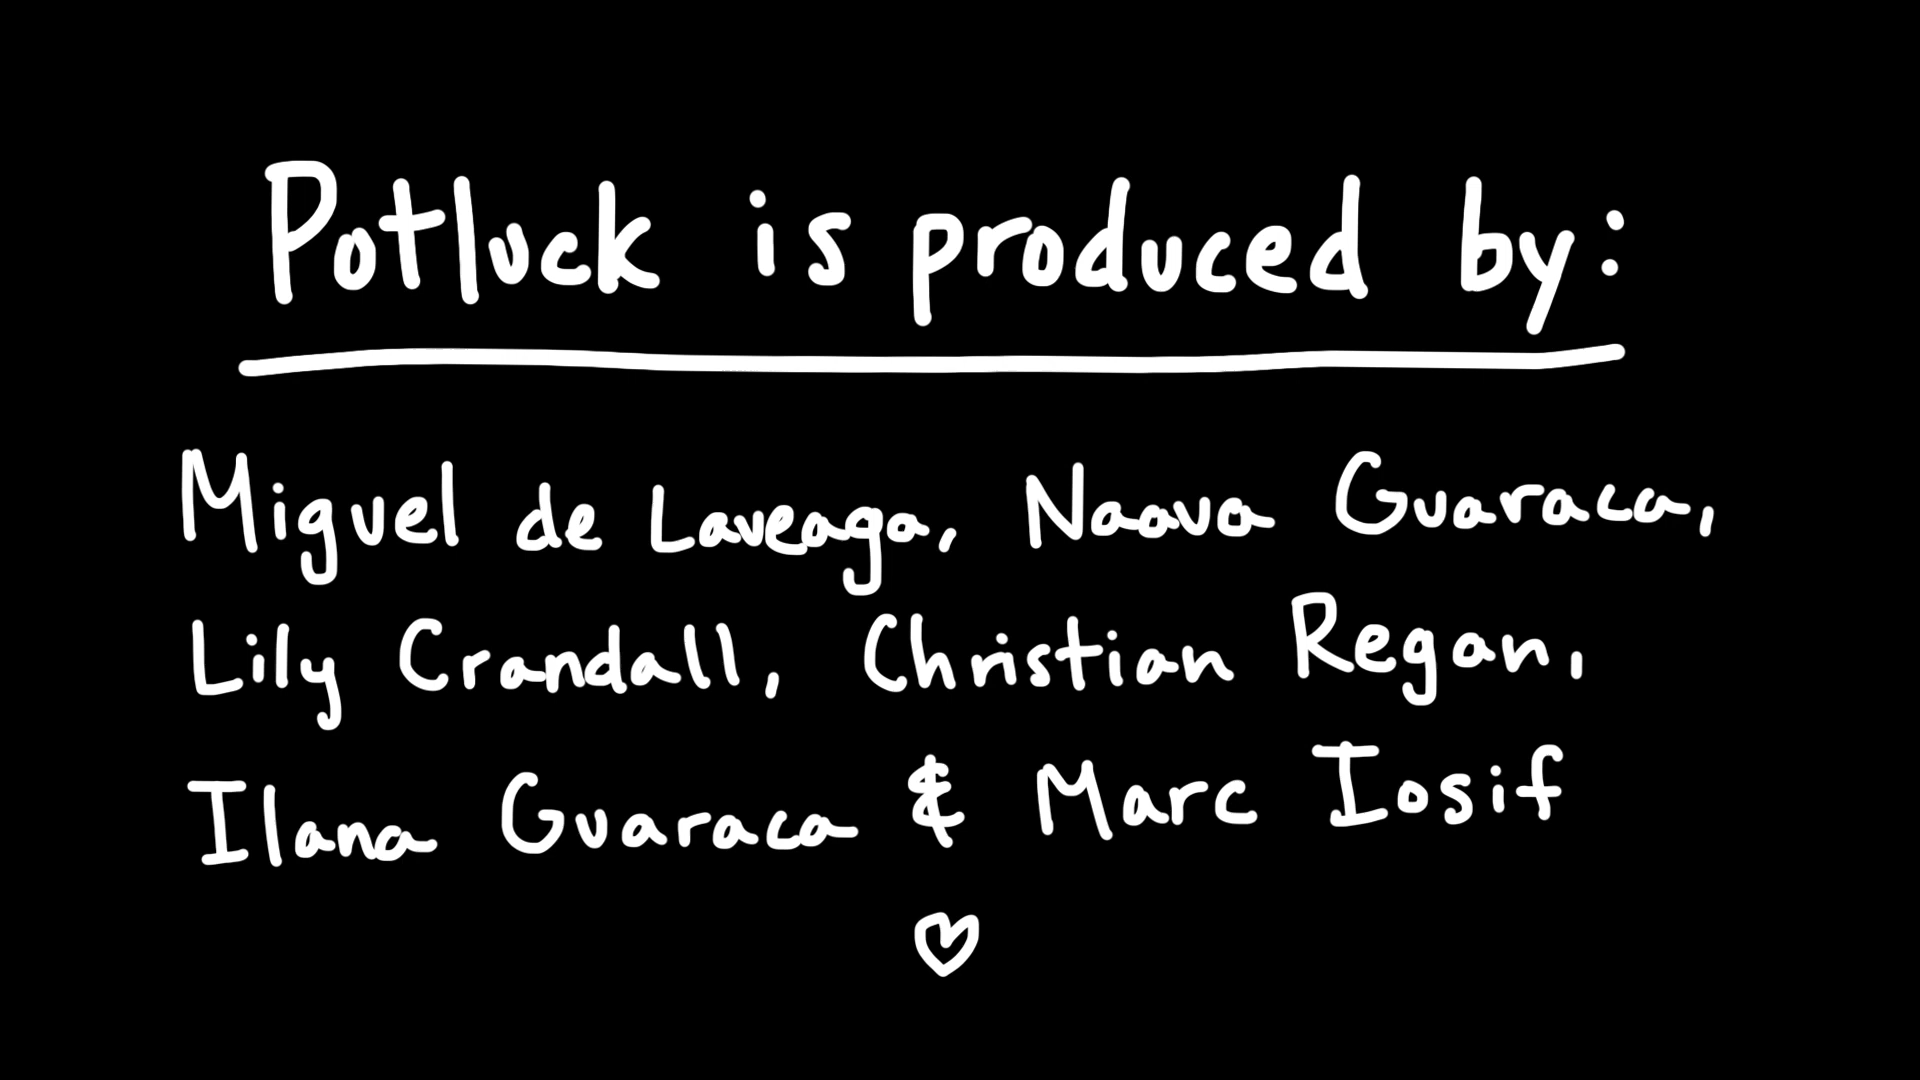 Potluck is produced by:
Miguel de Laveaga, Naava Guaraca,
Lily Crandall, Christian Regan,
Ilana Guaraca & Marc Iosif